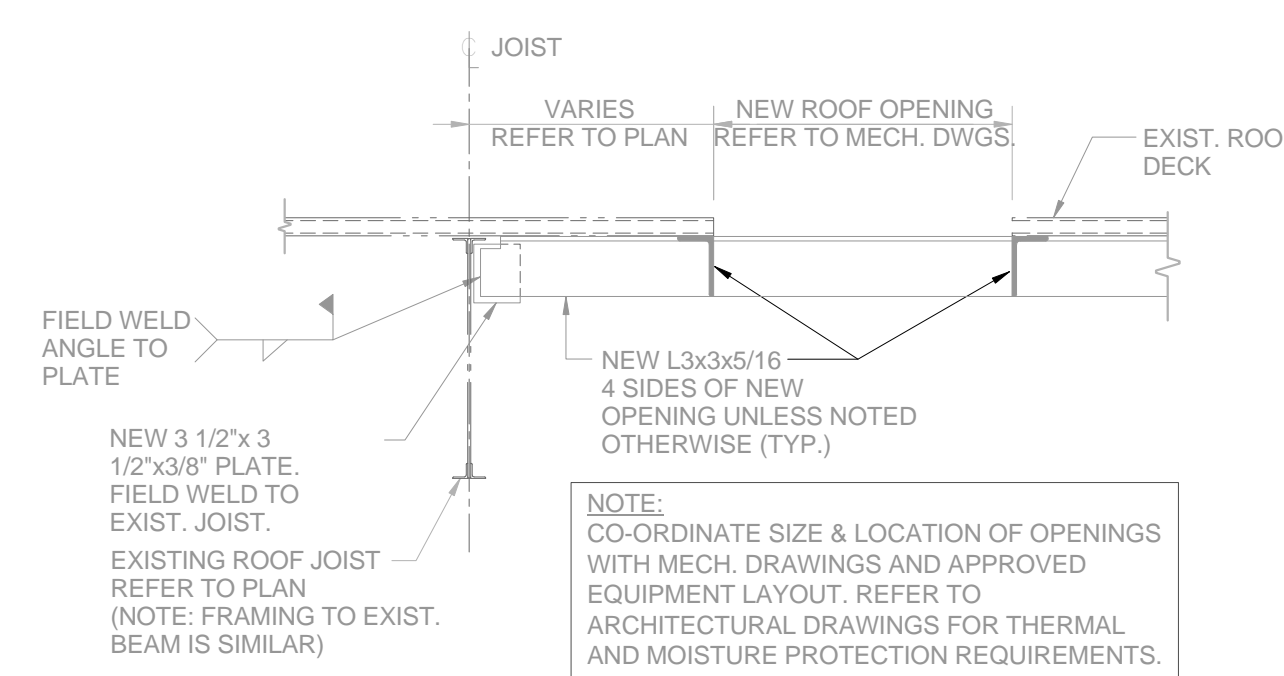 ℄ JOIST
VARIES
REFER TO PLAN
NEW ROOF OPENING
REFER TO MECH. DWGS.
EXIST. ROO
DECK
FIELD WELD
ANGLE TO
PLATE
NEW L3x3x5/16
4 SIDES OF NEW
OPENING UNLESS NOTED
OTHERWISE (TYP.)
NEW 3 1/2"x 3
1/2"x3/8" PLATE.
FIELD WELD TO
EXIST. JOIST.
EXISTING ROOF JOIST
REFER TO PLAN
(NOTE: FRAMING TO EXIST.
BEAM IS SIMILAR)
NOTE:
CO-ORDINATE SIZE & LOCATION OF OPENINGS
WITH MECH. DRAWINGS AND APPROVED
EQUIPMENT LAYOUT. REFER TO
ARCHITECTURAL DRAWINGS FOR THERMAL
AND MOISTURE PROTECTION REQUIREMENTS.